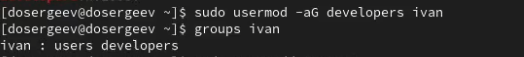 [dosergeev@dosergeev ~]$ sudo usermod -aG developers ivan
[dosergeev@dosergeev ~]$ groups ivan
ivan : users developers